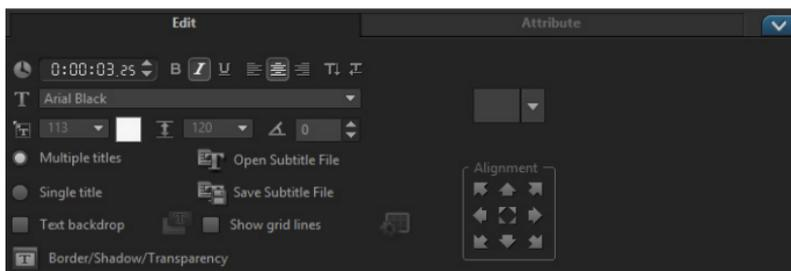 Edit Attribute
0:00:03.25 B I U
Arial Black
113 120 0
Multiple titles Open Subtitle File
Alignment
Single title Save Subtitle File
Text backdrop Show grid lines
Border/Shadow/Transparency